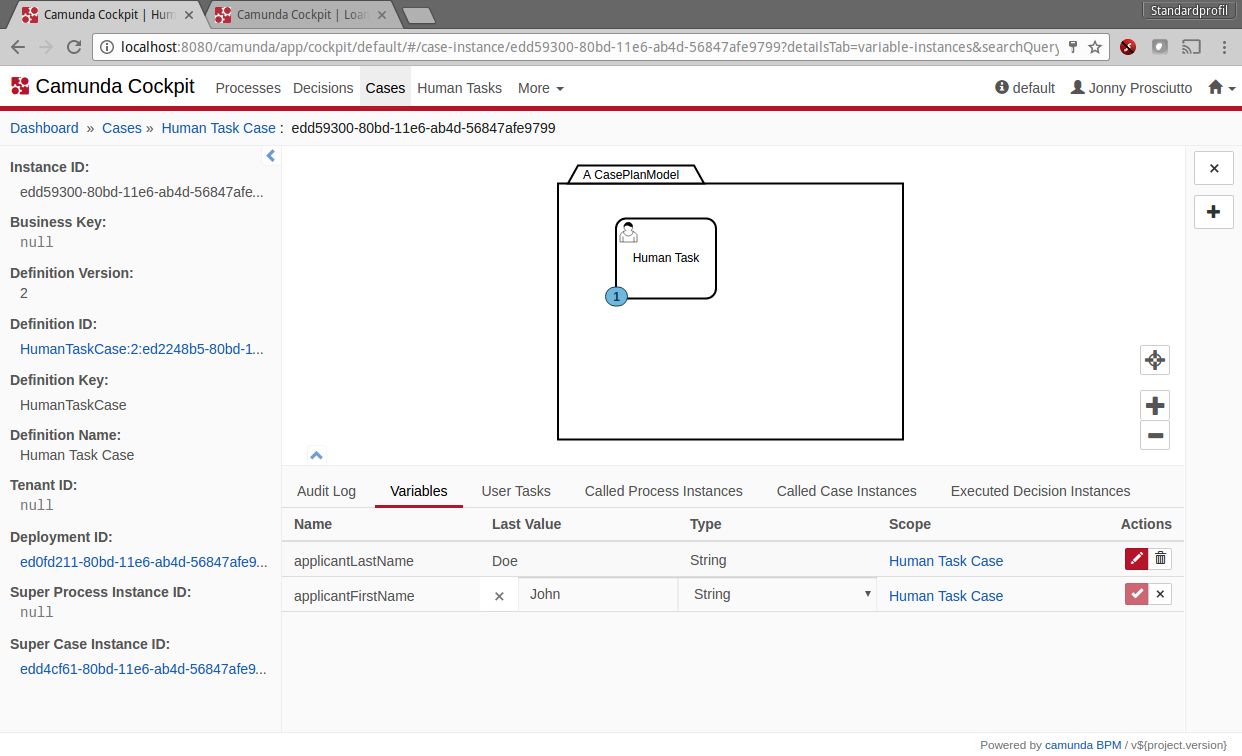 Standardprofil
Camunda Cockpit | Hum
Camunda Cockpit | Loan
localhost:8080/camunda/app/cockpit/default/#/case-instance/edd59300-80bd-11e6-ab4d-56847afe9799?detailsTab=variable-instances&searchQuery
Camunda Cockpit Processes Decisions Cases Human Tasks More default Jonny Prosciutto
Dashboard » Cases » Human Task Case : edd59300-80bd-11e6-ab4d-56847afe9799
Instance ID:
edd59300-80bd-11e6-ab4d-56847afe...
Business Key:
null
Definition Version:
2
Definition ID:
HumanTaskCase:2:ed2248b5-80bd-1...
Definition Key:
HumanTaskCase
Definition Name:
Human Task Case
Tenant ID:
null
Deployment ID:
ed0fd211-80bd-11e6-ab4d-56847afe9...
Super Process Instance ID:
null
Super Case Instance ID:
edd4cf61-80bd-11e6-ab4d-56847afe9...
A CasePlanModel
Human Task
1
Audit Log Variables User Tasks Called Process Instances Called Case Instances Executed Decision Instances
Name Last Value Type Scope Actions
applicantLastName Doe String Human Task Case
applicantFirstName John String Human Task Case
Powered by camunda BPM / v${project.version}